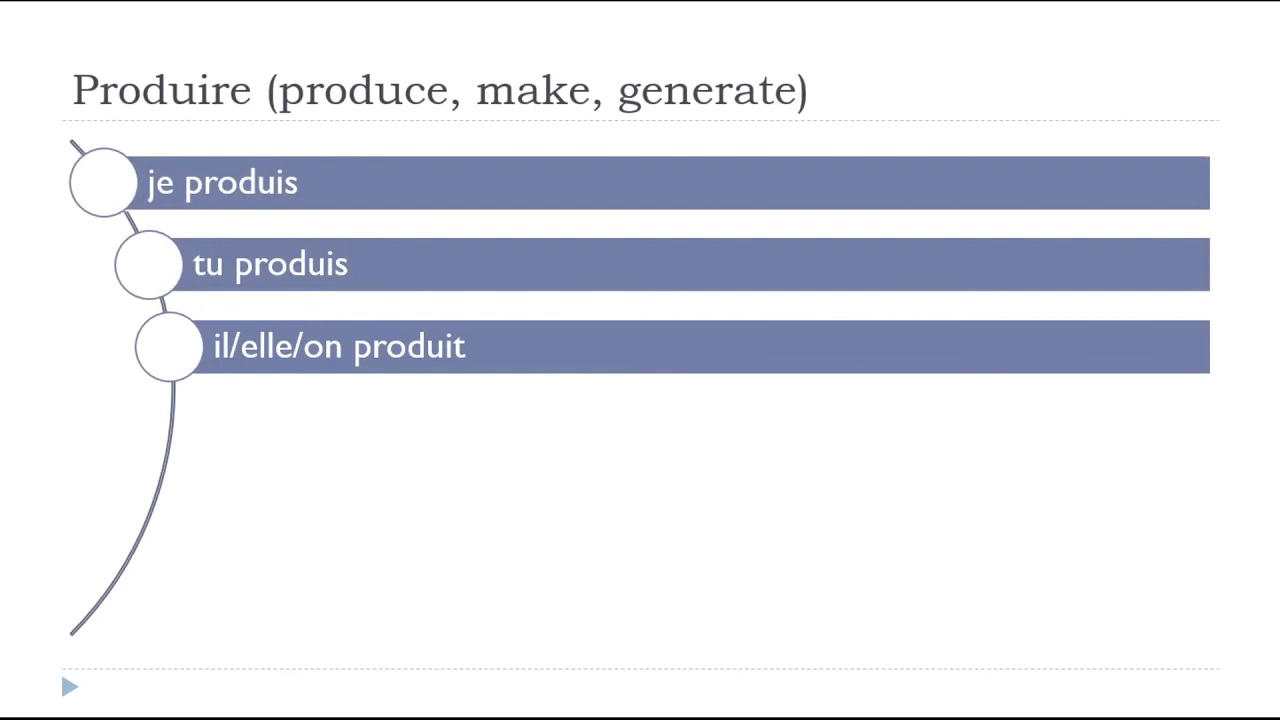 Produire (produce, make, generate)
je produis
tu produis
il/elle/on produit